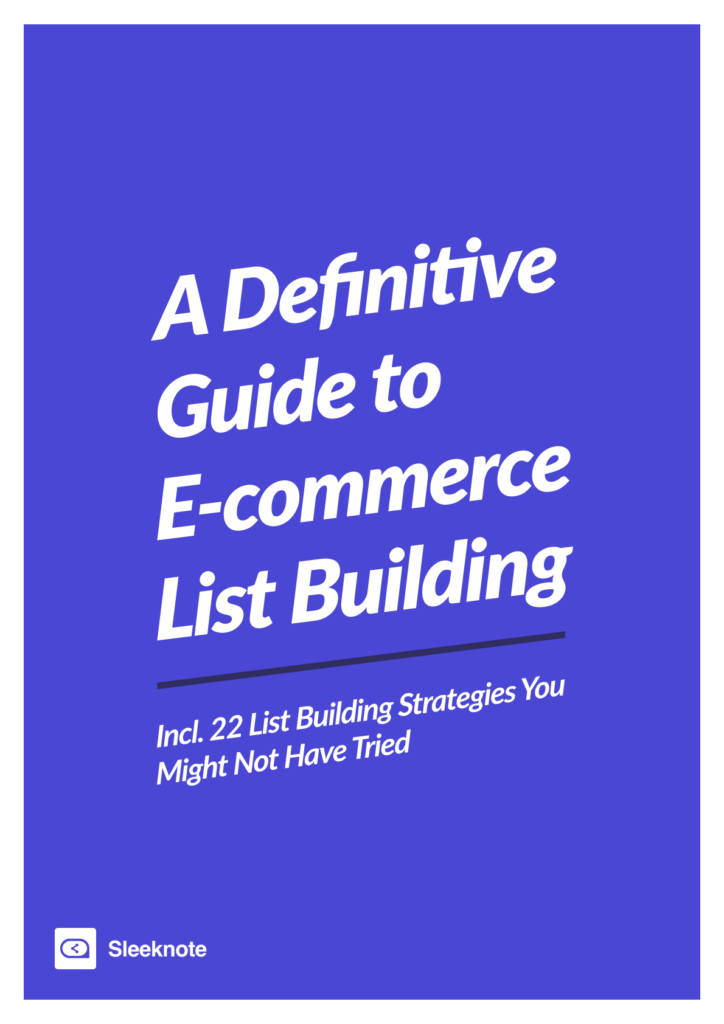 A Definitive
Guide to
E-commerce
List Building
Incl. 22 List Building Strategies You
Might Not Have Tried
Sleeknote